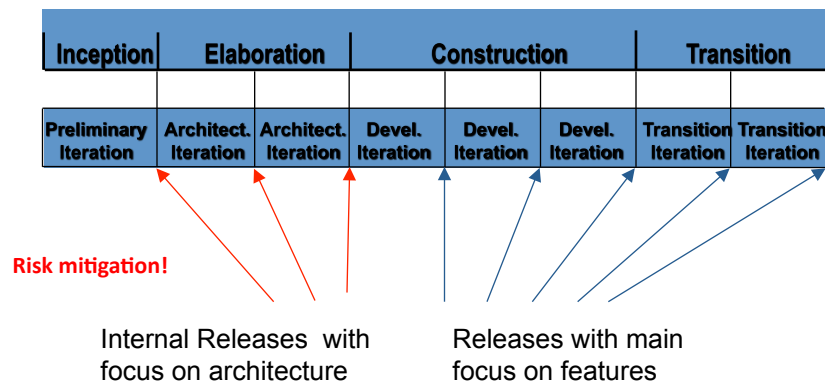 Inception Elaboration Construction Transition
Preliminary Architect. Architect. Devel. Devel. Devel. Transition Transition
Iteration Iteration Iteration Iteration Iteration Iteration Iteration Iteration
Risk mitigation!
Internal Releases with Releases with main
focus on architecture focus on features